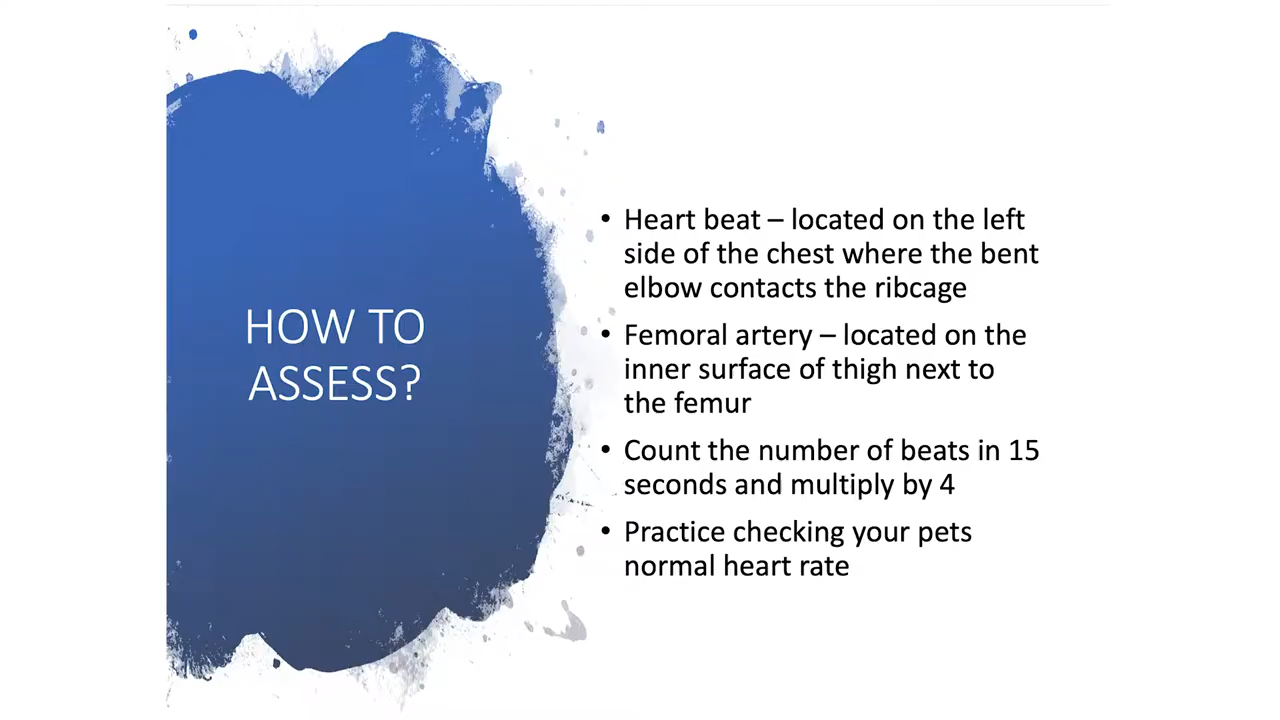 HOW TO
ASSESS?
• Heart beat – located on the left
side of the chest where the bent
elbow contacts the ribcage
• Femoral artery – located on the
inner surface of thigh next to
the femur
• Count the number of beats in 15
seconds and multiply by 4
• Practice checking your pets
normal heart rate